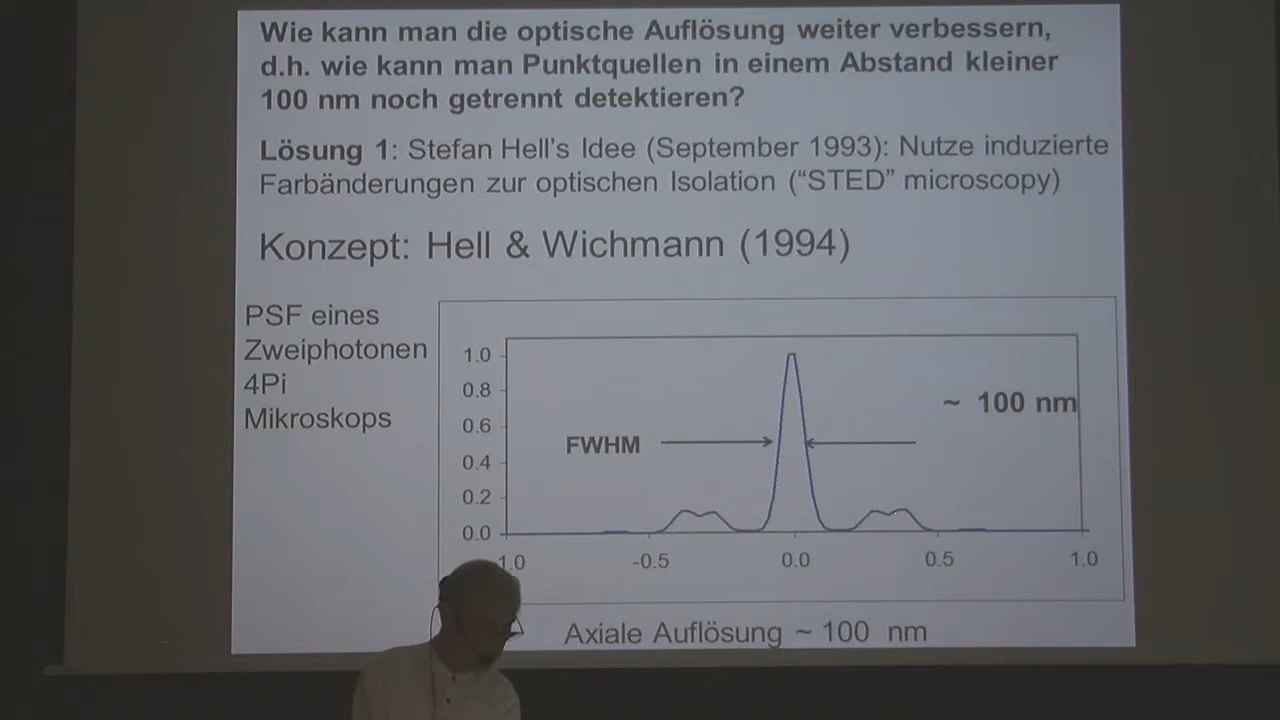 Wie kann man die optische Auflösung weiter verbessern,
d.h. wie kann man Punktquellen in einem Abstand kleiner
100 nm noch getrennt detektieren?
Lösung 1: Stefan Hell's Idee (September 1993): Nutze induzierte
Farbänderungen zur optischen Isolation (“STED” microscopy)
Konzept: Hell & Wichmann (1994)
PSF eines
Zweiphotonen
4Pi
Mikroskops
1.0
0.8
0.6
0.4
0.2
0.0
FWHM
~ 100 nm
1.0 -0.5 0.0 0.5 1.0
Axiale Auflösung ~ 100 nm